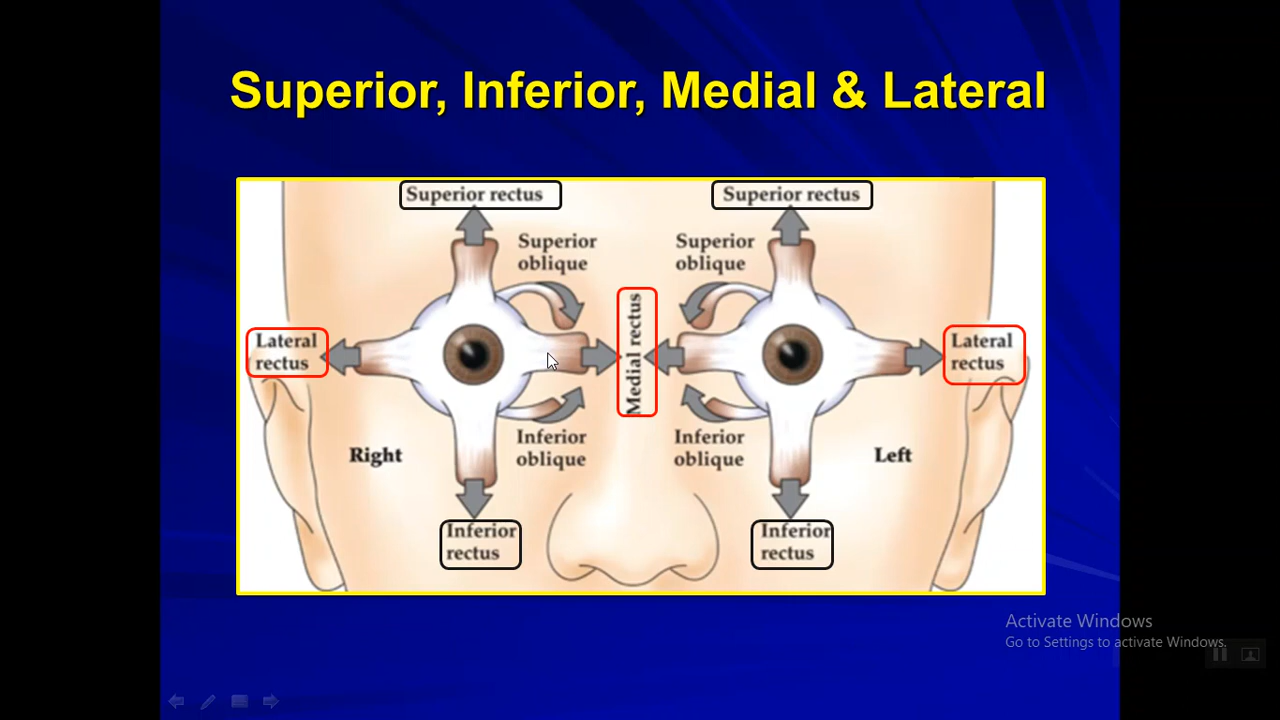 Superior, Inferior, Medial & Lateral
Superior rectus
Superior rectus
Superior
oblique
Superior
oblique
Lateral
rectus
Medial rectus
Lateral
rectus
Inferior
oblique
Inferior
oblique
Right
Left
Inferior
rectus
Inferior
rectus
Activate Windows
Go to Settings to activate Windows.